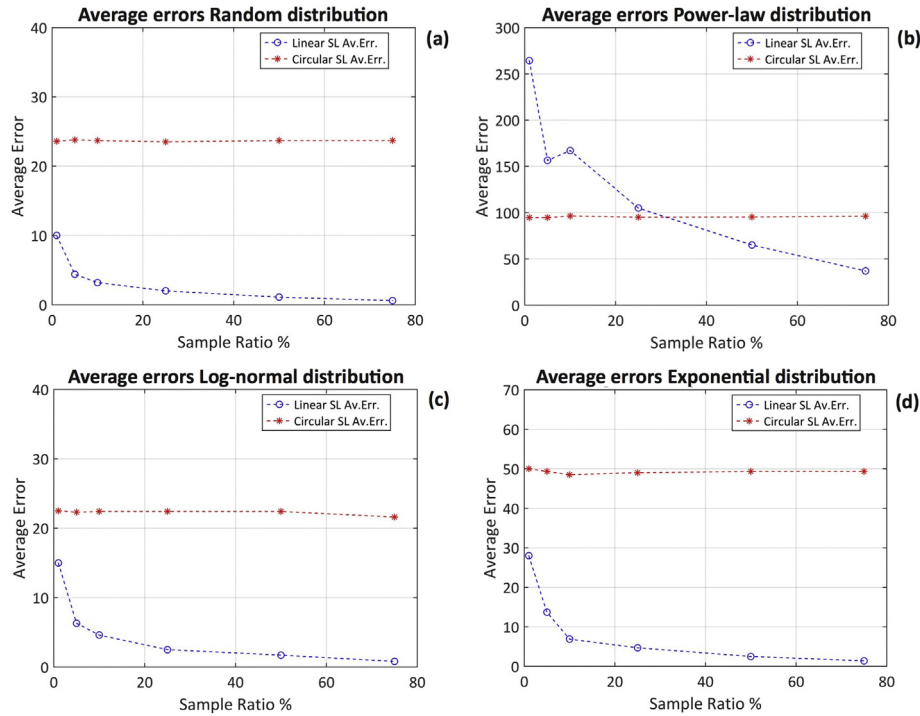 Average errors Random distribution
(a)
Linear SL Av.Err.
Circular SL Av.Err.
40
30
20
10
0
Average Error
0 20 40 60 80
Sample Ratio %
Average errors Power-law distribution
(b)
Linear SL Av.Err.
Circular SL Av.Err.
300
250
200
150
100
50
0
Average Error
0 20 40 60 80
Sample Ratio %
Average errors Log-normal distribution
(c)
Linear SL Av.Err.
Circular SL Av.Err.
40
30
20
10
0
Average Error
0 20 40 60 80
Sample Ratio %
Average errors Exponential distribution
(d)
Linear SL Av.Err.
Circular SL Av.Err.
70
60
50
40
30
20
10
0
Average Error
0 20 40 60 80
Sample Ratio %